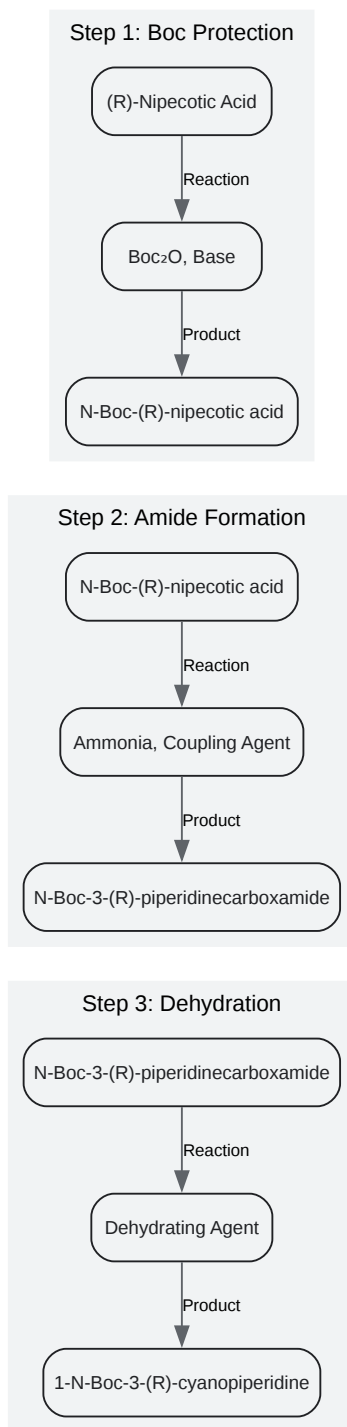 Step 1: Boc Protection
(R)-Nipecotic Acid
Reaction
Boc₂O, Base
Product
N-Boc-(R)-nipecotic acid
Step 2: Amide Formation
N-Boc-(R)-nipecotic acid
Reaction
Ammonia, Coupling Agent
Product
N-Boc-3-(R)-piperidinecarboxamide
Step 3: Dehydration
N-Boc-3-(R)-piperidinecarboxamide
Reaction
Dehydrating Agent
Product
1-N-Boc-3-(R)-cyanopiperidine